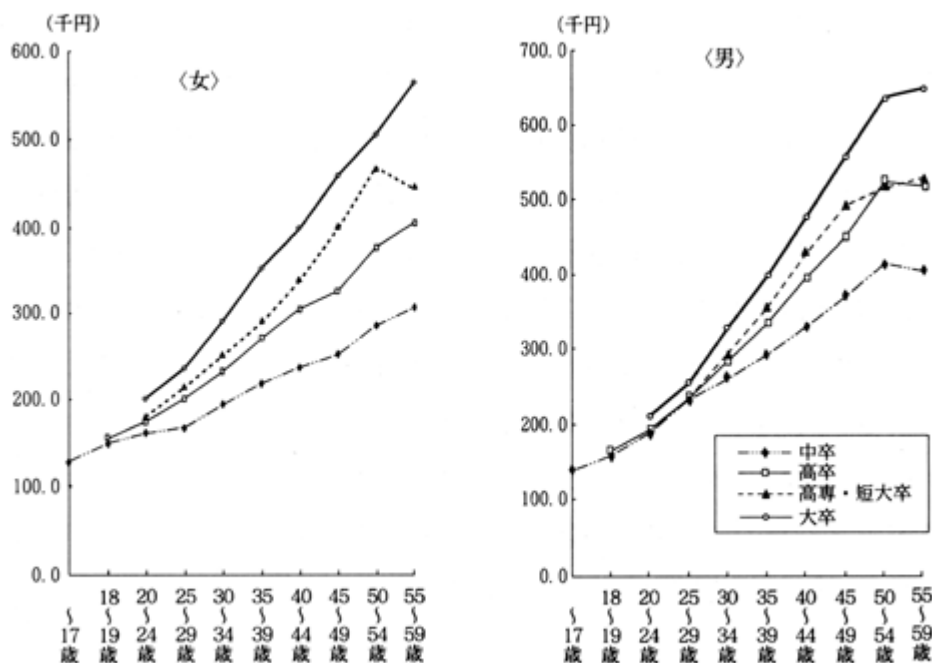 (千円)
〈女〉
600.0
500.0
400.0
300.0
200.0
100.0
0.0
〜17歳
18〜19歳
20〜24歳
25〜29歳
30〜34歳
35〜39歳
40〜44歳
45〜49歳
50〜54歳
55〜59歳
(千円)
〈男〉
700.0
600.0
500.0
400.0
300.0
200.0
100.0
0.0
中卒
高卒
高専・短大卒
大卒
〜17歳
18〜19歳
20〜24歳
25〜29歳
30〜34歳
35〜39歳
40〜44歳
45〜49歳
50〜54歳
55〜59歳